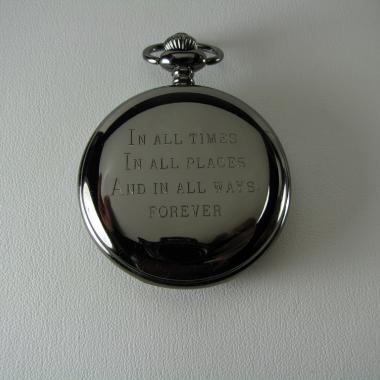 In all times
In all places
And in all ways
forever